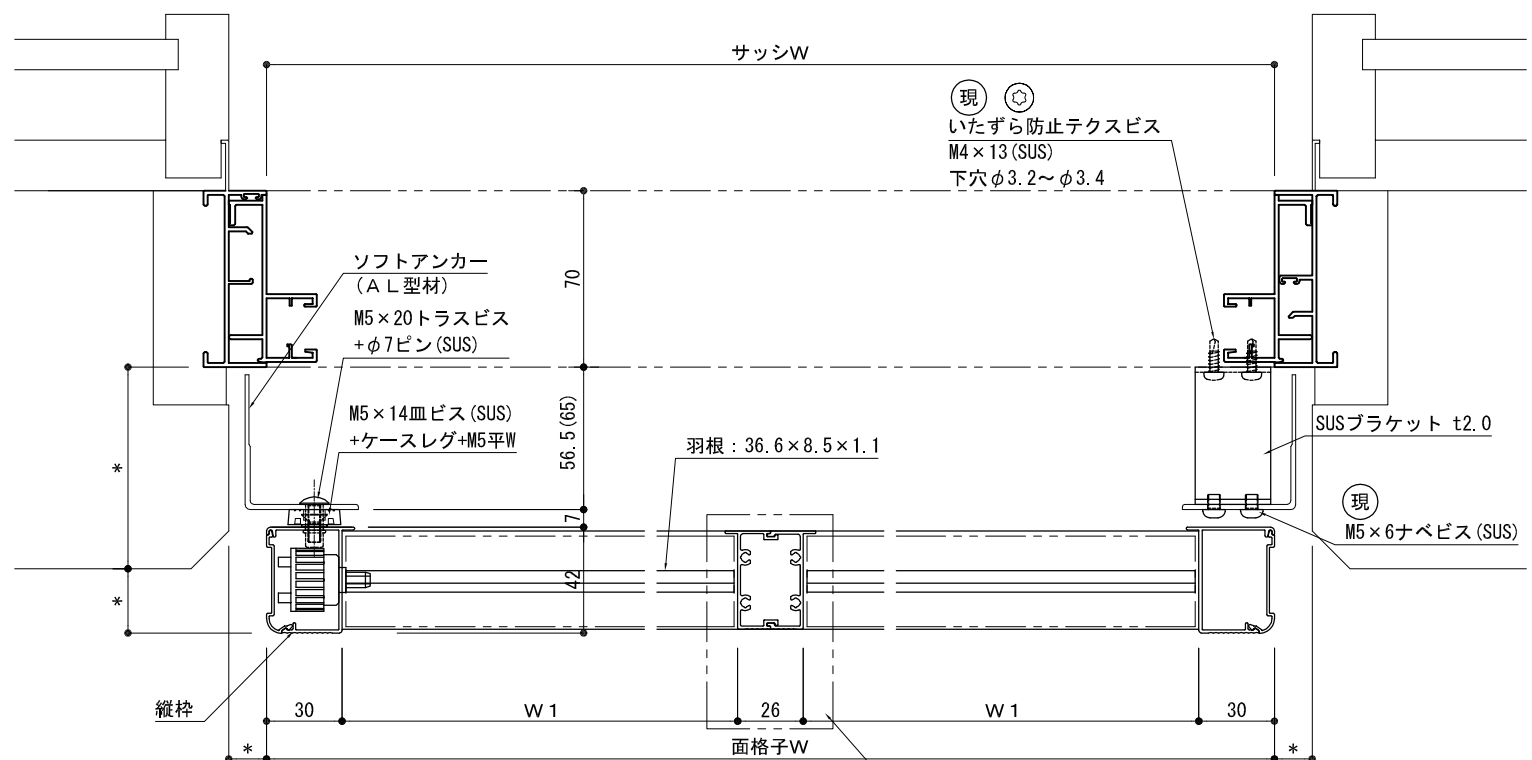 サッシW
現
いたずら防止テクスビス
M4×13(SUS)
下穴φ3.2～φ3.4
ソフトアンカー
(AL型材)
M5×20トラスビス
+φ7ピン(SUS)
70
M5×14皿ビス(SUS)
+ケースレグ+M5平W
56.5(65)
羽根：36.6×8.5×1.1
SUSブラケット t2.0
*
現
M5×6ナベビス(SUS)
7
42
*
縦枠
30
W1
26
W1
30
*
面格子W
*